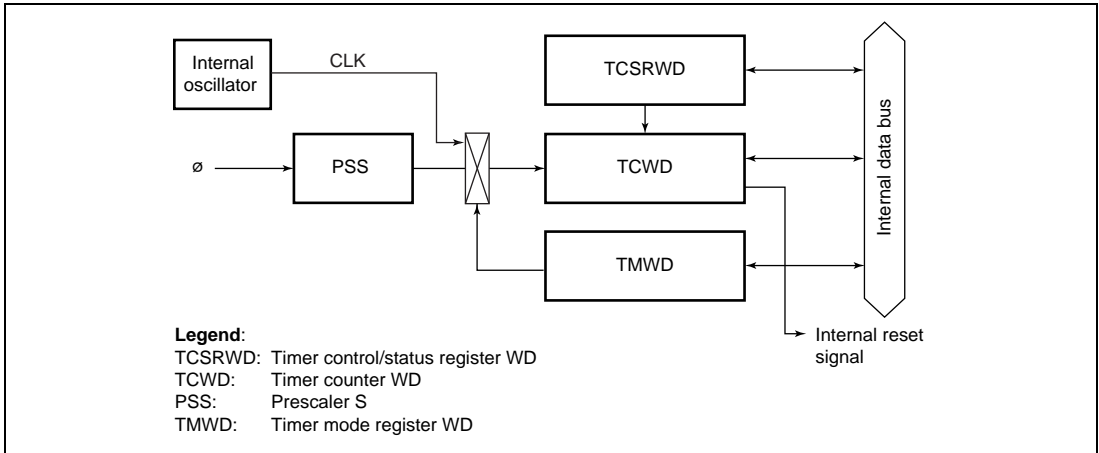 Internal
oscillator
CLK
TCSRWD
ø
PSS
TCWD
TMWD
Internal data bus
Internal reset
signal
Legend:
TCSRWD: Timer control/status register WD
TCWD: Timer counter WD
PSS: Prescaler S
TMWD: Timer mode register WD